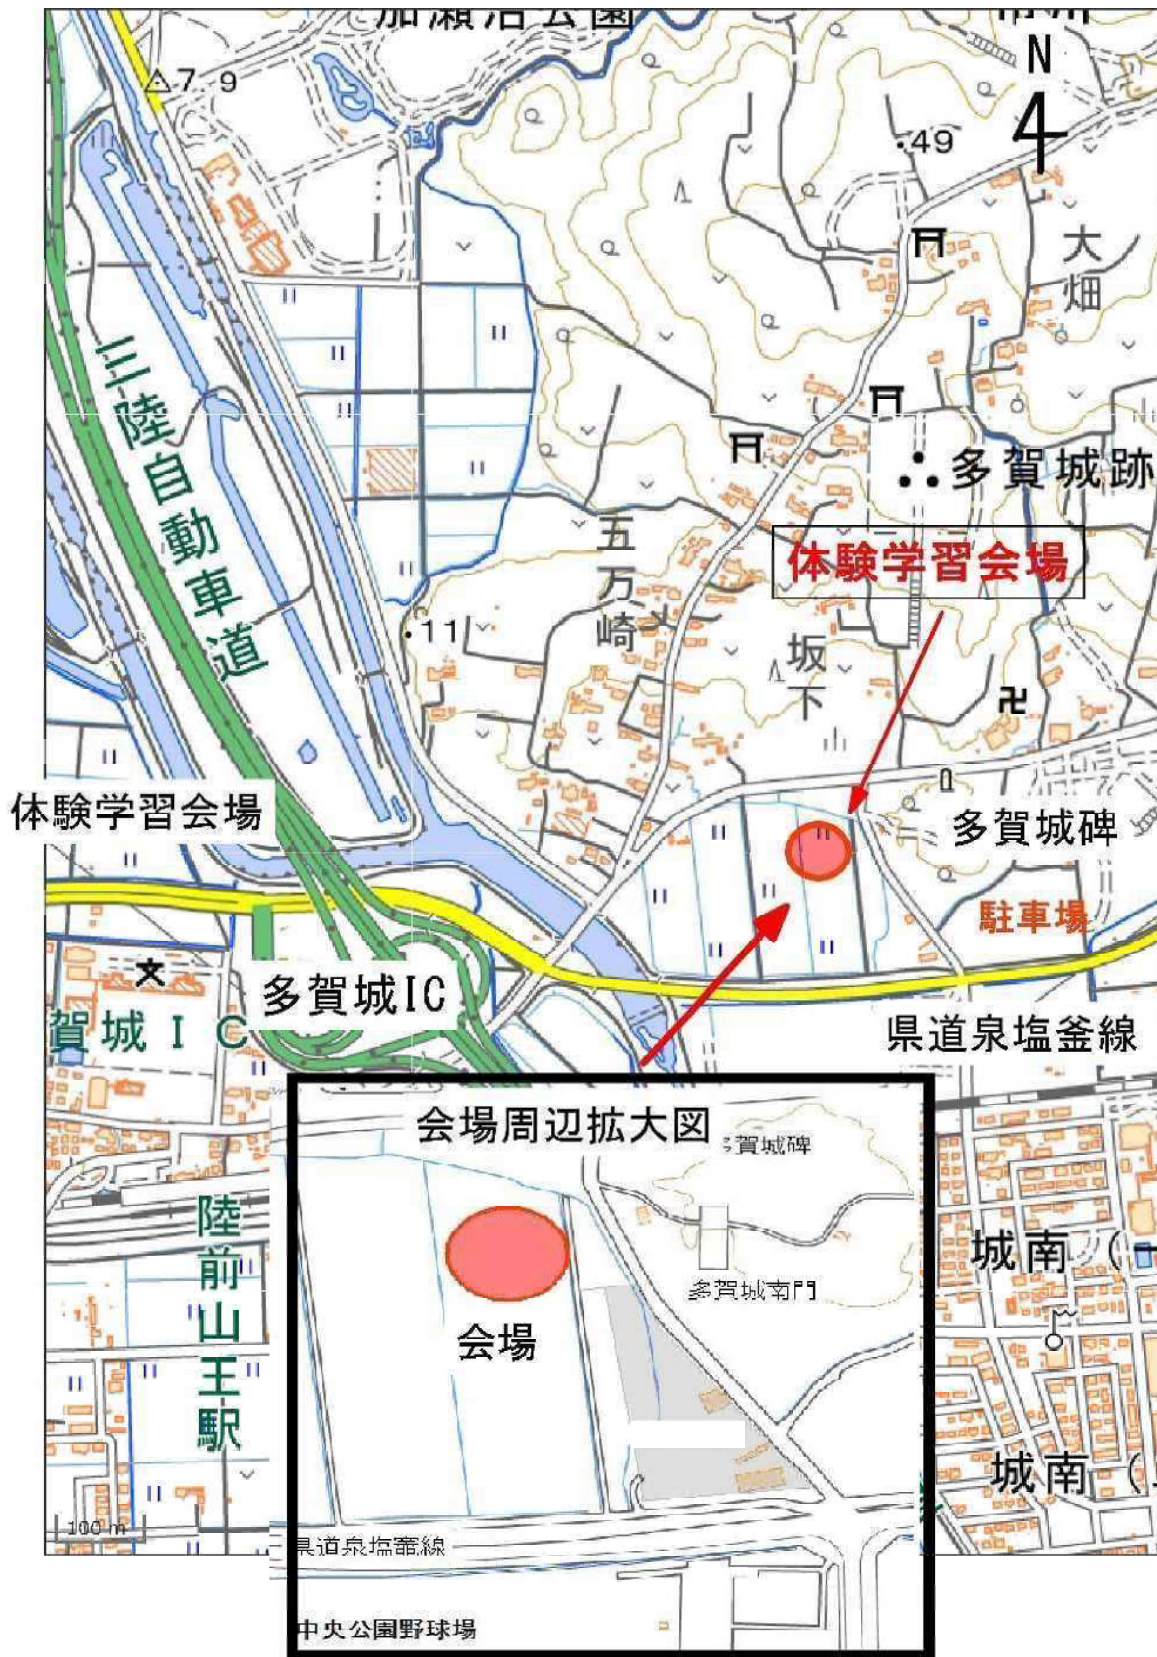 加瀬沼公園
市川
N
7.9
49
大畑
三陸自動車道
多賀城跡
体験学習会場
五万崎
11
坂下
体験学習会場
多賀城碑
駐車場
多賀城IC
賀城IC
県道泉塩釜線
会場周辺拡大図
賀城碑
陸前山王駅
多賀城南門
会場
城南(一
城南(
100 m
県道泉塩竈線
中央公園野球場